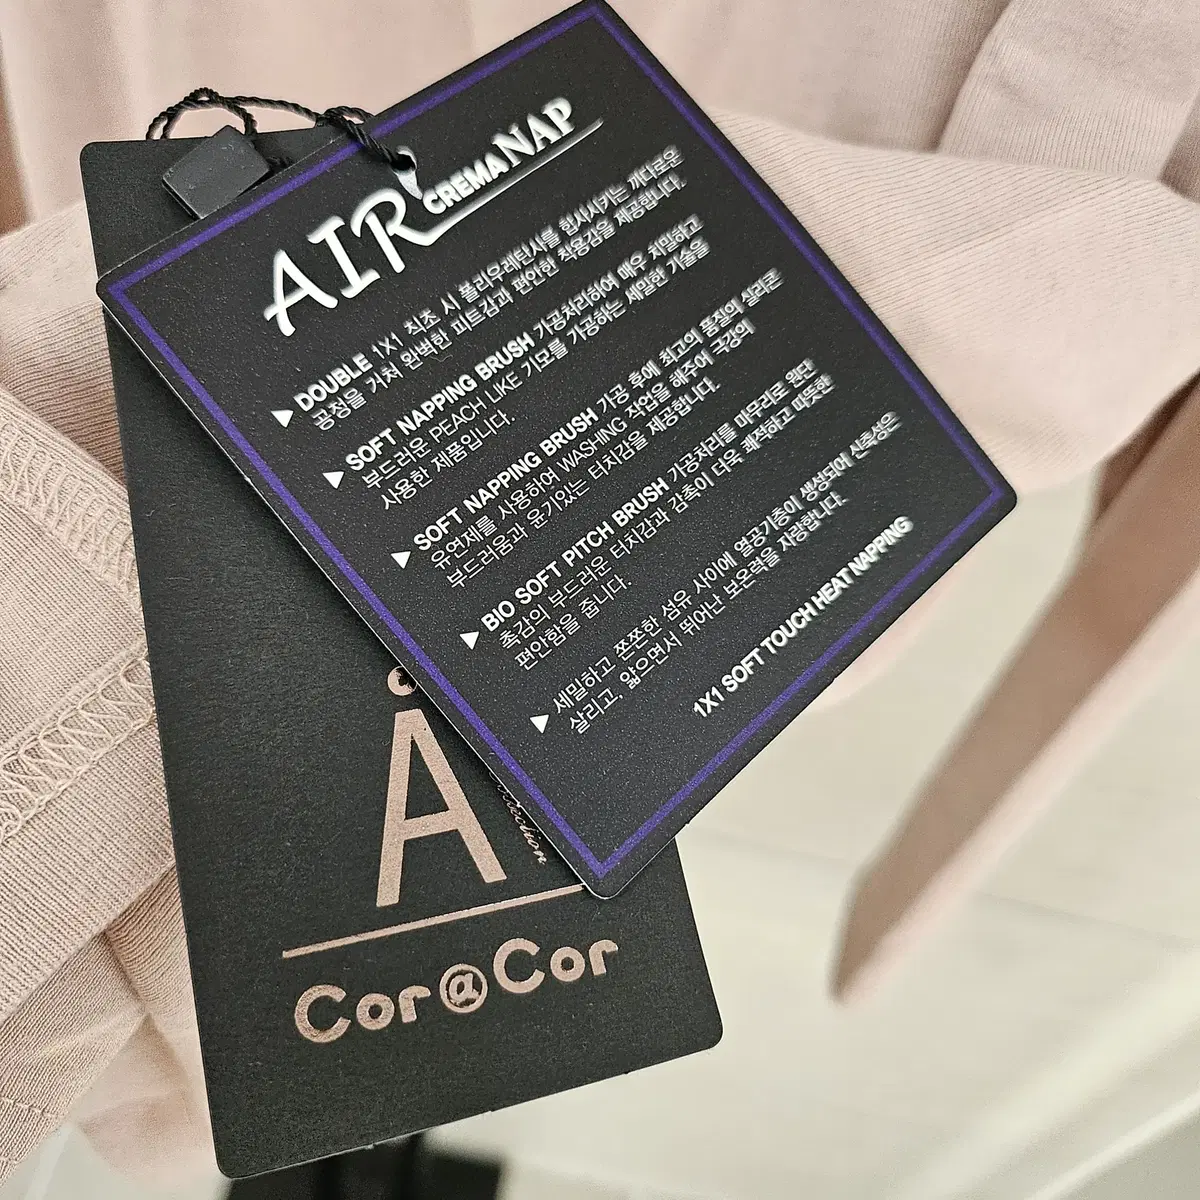 AIR CREMA NAP
▶ DOUBLE 1X1 직조 시 폴리우레탄사를 합사시키는 까다로운
공정을 거쳐 완벽한 피트감과 편안한 착용감을 제공합니다.
▶ SOFT NAPPING BRUSH 가공처리하여 매우 치밀하고
부드러운 PEACH LIKE 기모를 가공하는 세밀한 기술을
사용한 제품입니다.
▶ SOFT NAPPING BRUSH 가공 후에 최고의 품질의 실리콘
유연제를 사용하여 WASHING 작업을 해주어 극강의
부드러움과 윤기있는 터치감을 제공합니다.
▶ BIO SOFT PITCH BRUSH 가공처리를 마무리로 원단
촉감의 부드러운 터치감과 감촉이 더욱 쾌적하고 따뜻한
편안함을 줍니다.
▶ 세밀하고 쫀쫀한 섬유 사이에 열공기층이 생성되어 신축성은
살리고, 얇으면서 뛰어난 보온력을 자랑합니다.
1X1 SOFT TOUCH HEAT NAPPING
Å
Cor@Cor